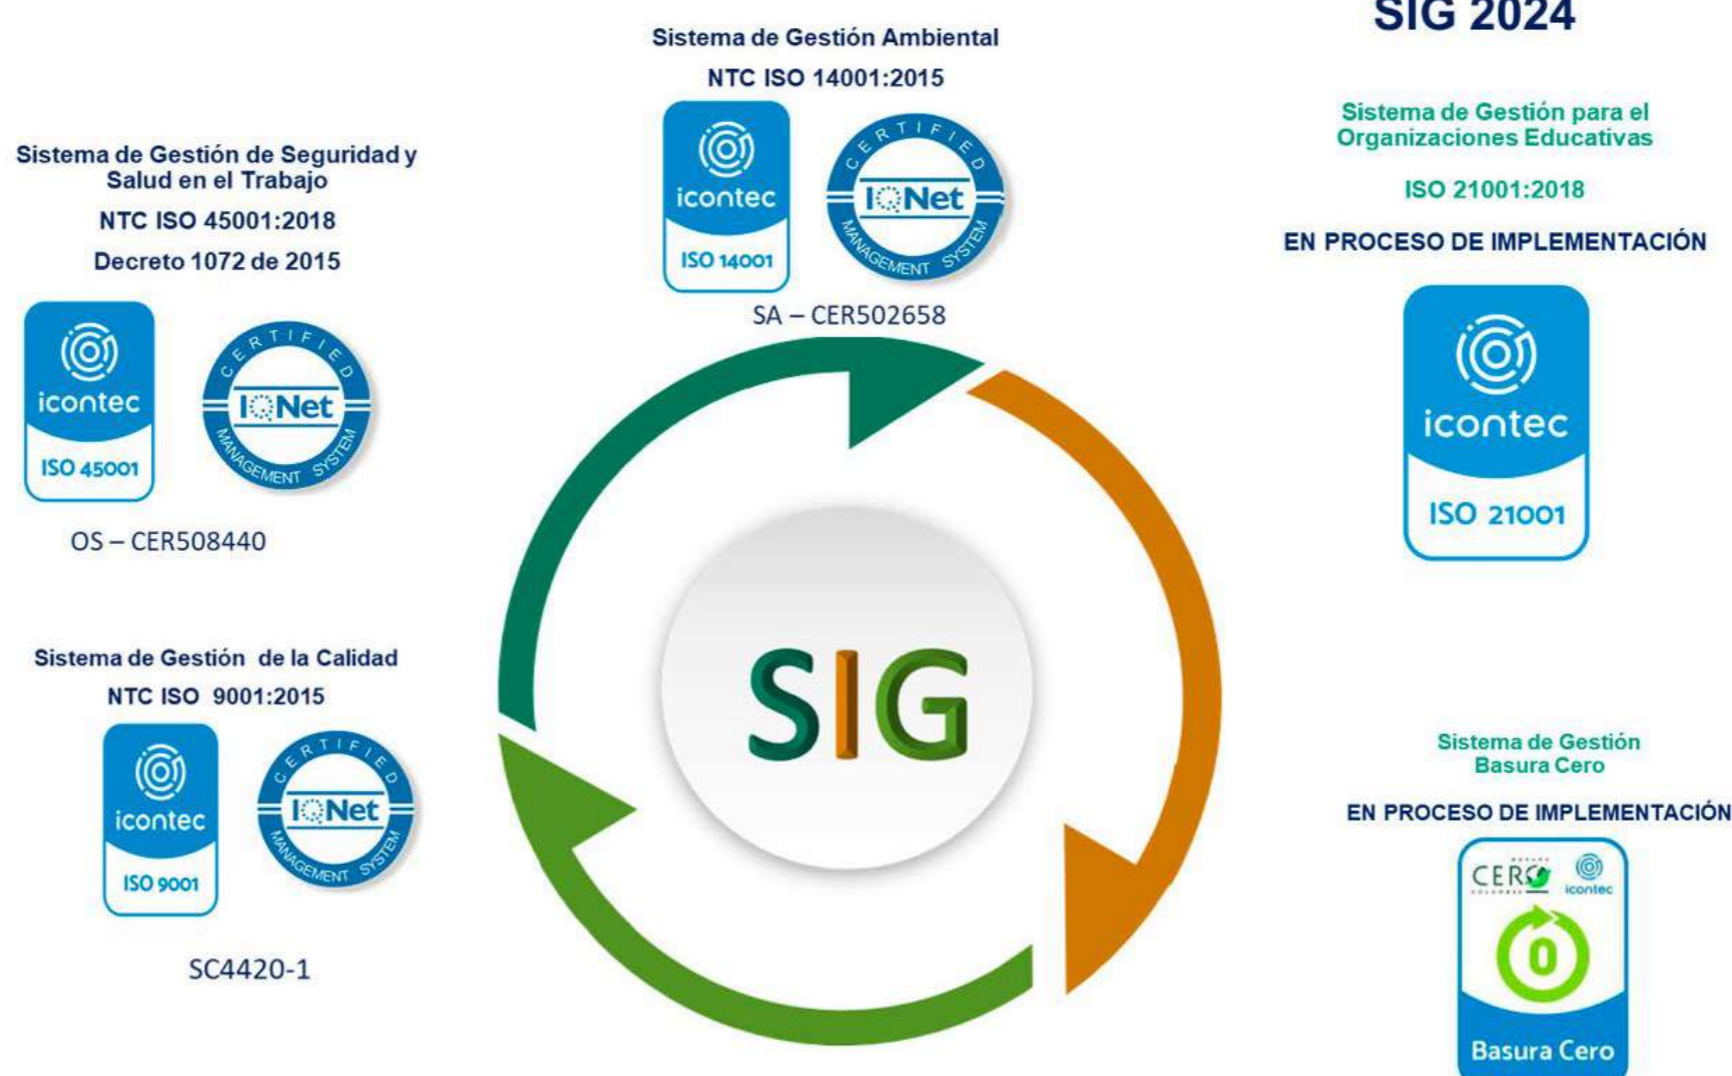 SIG 2024
Sistema de Gestión Ambiental
NTC ISO 14001:2015
icontec
ISO 14001
CERTIFIED
IQNet
MANAGEMENT SYSTEM
SA – CER502658
Sistema de Gestión de Seguridad y
Salud en el Trabajo
NTC ISO 45001:2018
Decreto 1072 de 2015
icontec
ISO 45001
CERTIFIED
IQNet
MANAGEMENT SYSTEM
OS – CER508440
Sistema de Gestión de la Calidad
NTC ISO 9001:2015
icontec
ISO 9001
CERTIFIED
IQNet
MANAGEMENT SYSTEM
SC4420-1
SIG
Sistema de Gestión para el
Organizaciones Educativas
ISO 21001:2018
EN PROCESO DE IMPLEMENTACIÓN
icontec
ISO 21001
Sistema de Gestión
Basura Cero
EN PROCESO DE IMPLEMENTACIÓN
BASURA
CERO
COLOMBIA
icontec
0
Basura Cero